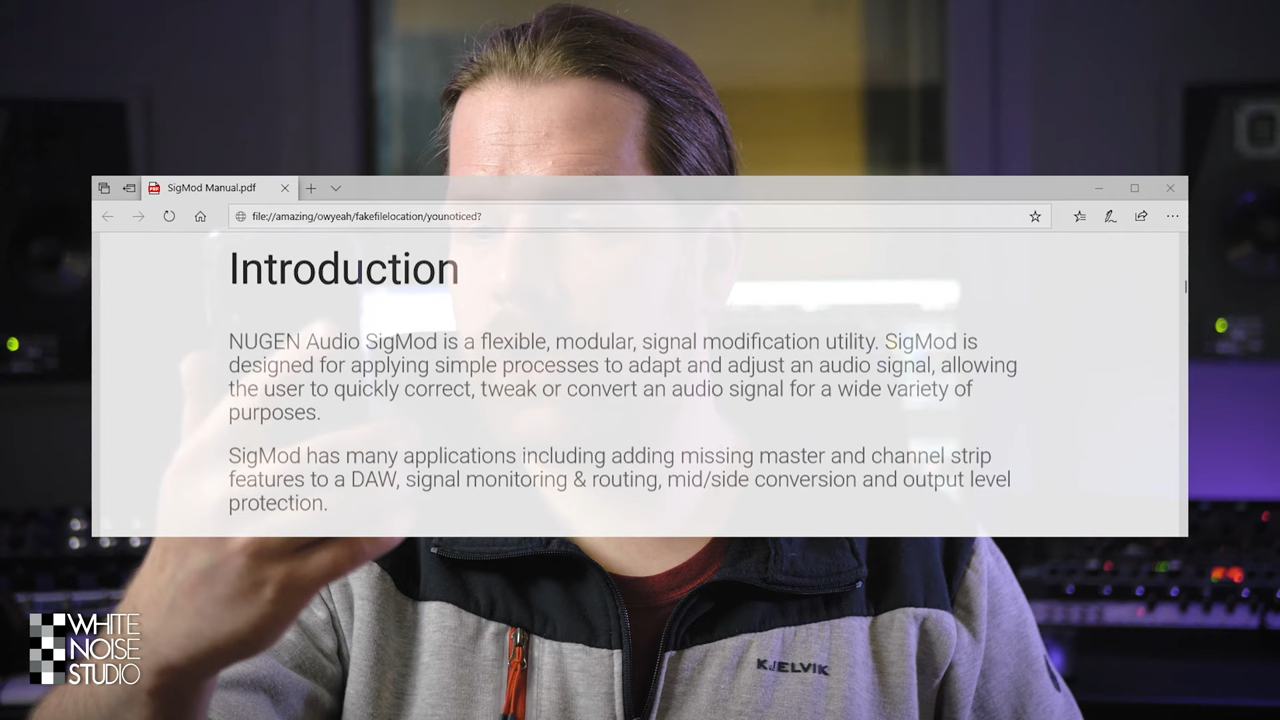 SigMod Manual.pdf
file://amazing/owyeah/fakefilelocation/younoticed?
Introduction
NUGEN Audio SigMod is a flexible, modular, signal modification utility. SigMod is
designed for applying simple processes to adapt and adjust an audio signal, allowing
the user to quickly correct, tweak or convert an audio signal for a wide variety of
purposes.
SigMod has many applications including adding missing master and channel strip
features to a DAW, signal monitoring & routing, mid/side conversion and output level
protection.
WHITE
NOISE
STUDIO
KJELVIK